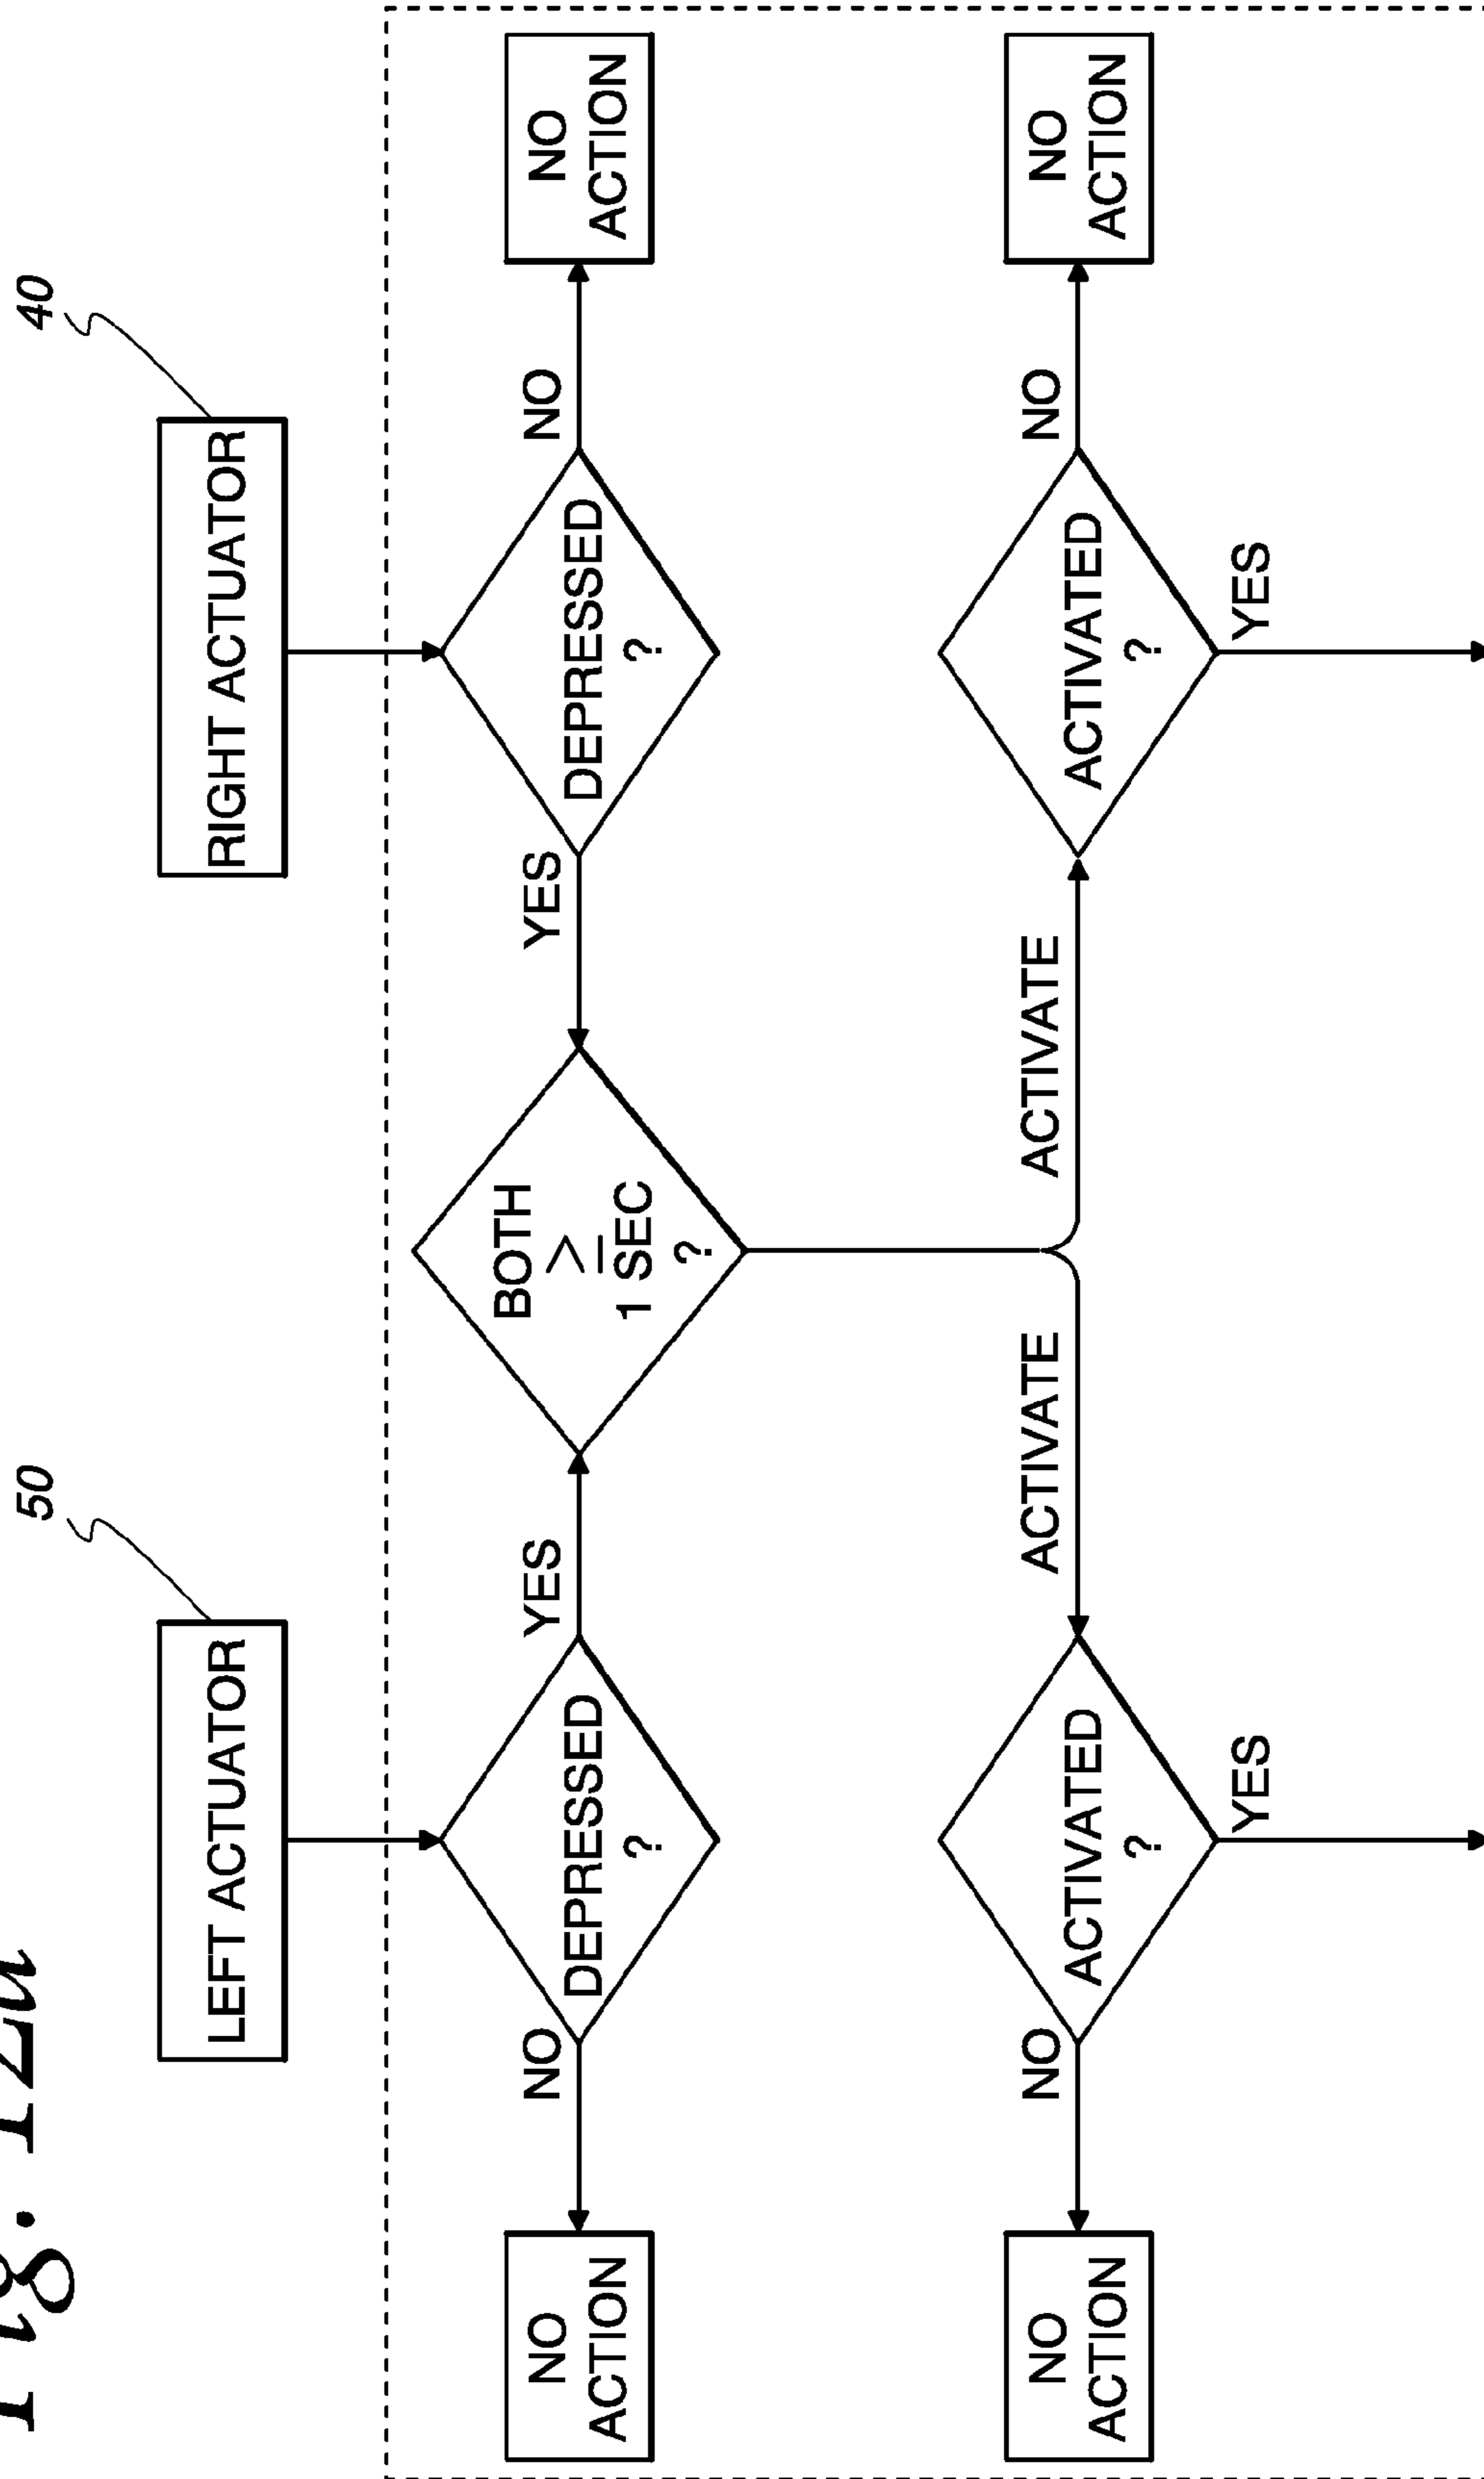 Fig. 12a
50
40
LEFT ACTUATOR
RIGHT ACTUATOR
NO
ACTION
NO
DEPRESSED
?
YES
BOTH
≥
1 SEC
?
YES
DEPRESSED
?
NO
NO
ACTION
NO
ACTION
NO
ACTIVATED
?
YES
ACTIVATE
ACTIVATE
ACTIVATED
?
YES
NO
NO
ACTION